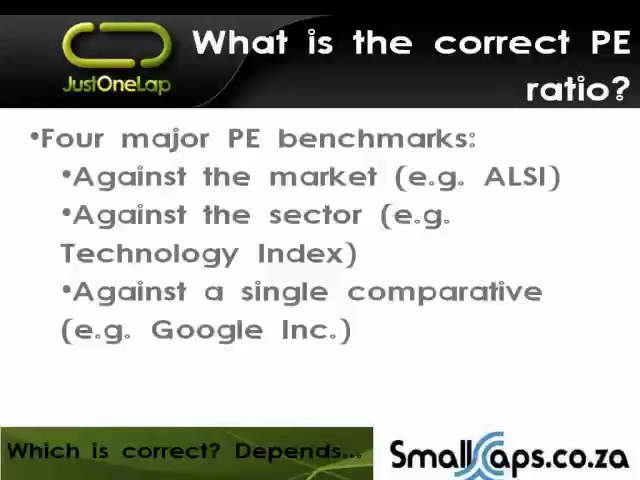 What is the correct PE
ratio?
JustOneLap
•Four major PE benchmarks:
•Against the market (e.g. ALSI)
•Against the sector (e.g.
Technology Index)
•Against a single comparative
(e.g. Google Inc.)
Which is correct? Depends...
SmallCaps.co.za